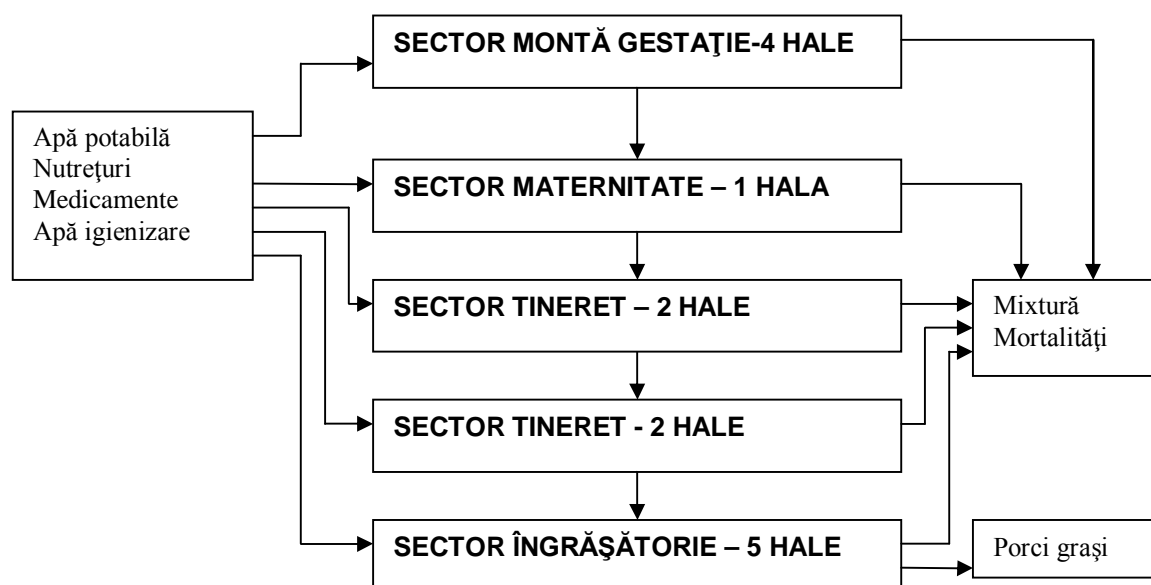 SECTOR MONTĂ GESTAŢIE-4 HALE
Apă potabilă
Nutreţuri
Medicamente
Apă igienizare
SECTOR MATERNITATE – 1 HALA
SECTOR TINERET – 2 HALE
Mixtură
Mortalităţi
SECTOR TINERET - 2 HALE
SECTOR ÎNGRĂŞĂTORIE – 5 HALE
Porci graşi